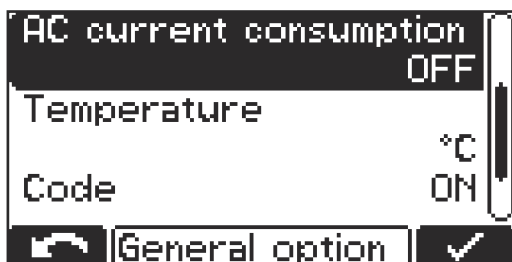 AC current consumption
OFF
Temperature
°C
Code
ON
General option